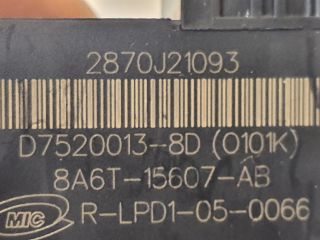 2870J21093
D7520013-8D (0101K)
8A6T-15607-AB
MIC R-LPD1-05-0066